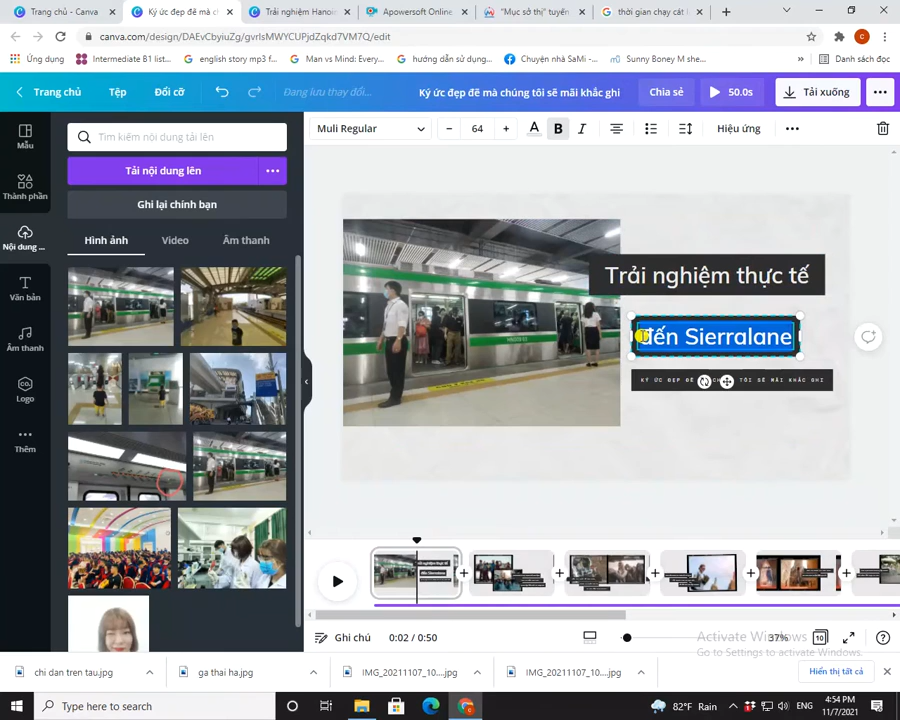 Trang chủ - Canva
Ký ức đẹp đẽ mà c
Trải nghiệm Hanoi
Apowersoft Online
"Mục sở thị" tuyến
thời gian chạy cát l
canva.com/design/DAEvCbyiuZg/gvrlsMWYCUPjdZqkd7VM7Q/edit
Ứng dụng
Intermediate B1 list...
english story mp3 f...
Man vs Mind: Every...
hướng dẫn sử dụng...
Chuyện nhà SaMi -...
Sunny Boney M she...
Danh sách đọc
Trang chủ
Tệp
Đổi cỡ
Đang lưu thay đổi...
Ký ức đẹp đẽ mà chúng tôi sẽ mãi khắc ghi
Chia sẻ
50.0s
Tải xuống
Mẫu
Tìm kiếm nội dung tải lên
Muli Regular
64
A
B
I
Hiệu ứng
Tải nội dung lên
Thành phần
Ghi lại chính bạn
Nội dung ...
Hình ảnh
Video
Âm thanh
Văn bản
Âm thanh
Logo
Thêm
Trải nghiệm thực tế
đến Sierralane
Ghi chú
0:02 / 0:50
37%
10
Activate Windows
Go to Settings to activate Windows.
chi dan tren tau.jpg
ga thai ha.jpg
IMG_20211107_10....jpg
IMG_20211107_10....jpg
Hiển thị tất cả
Type here to search
82°F Rain
ENG
4:54 PM
11/7/2021